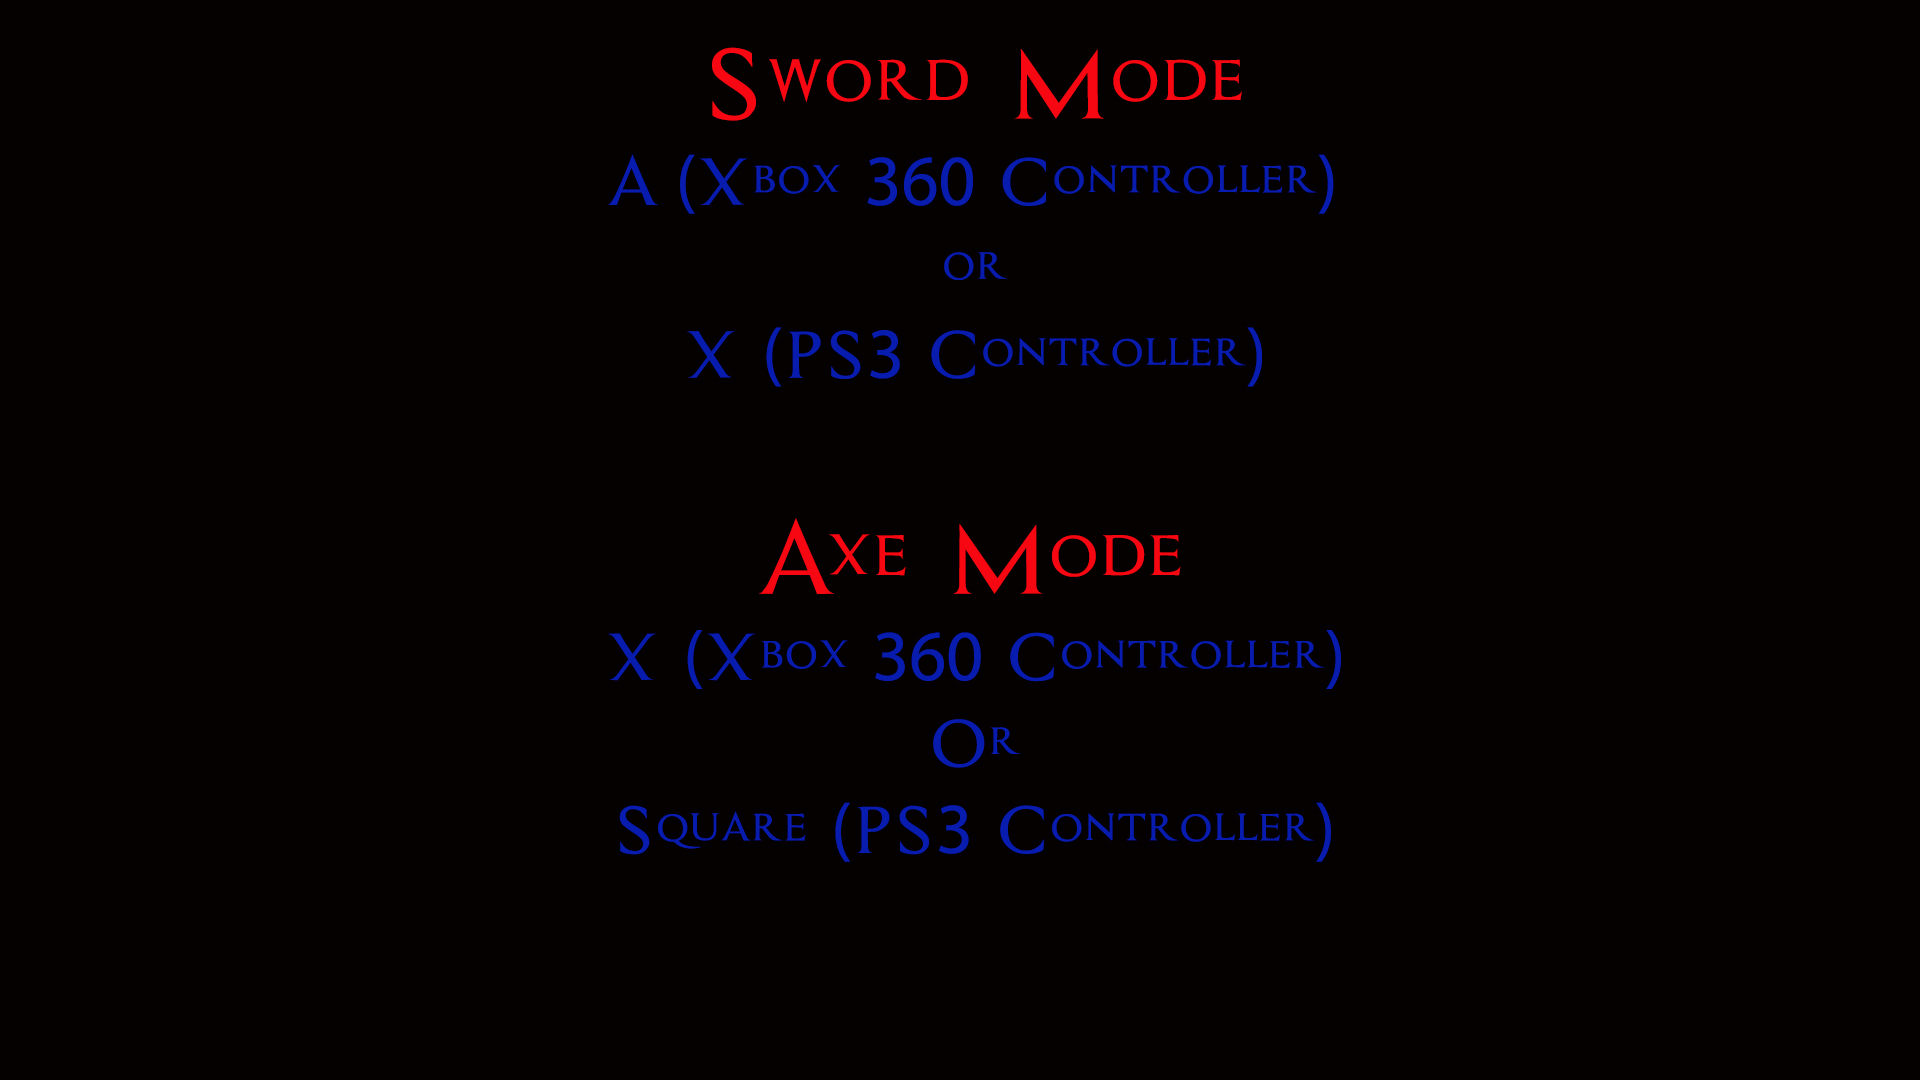 Sword Mode
A (Xbox 360 Controller)
or
X (PS3 Controller)
Axe Mode
X (Xbox 360 Controller)
Or
Square (PS3 Controller)